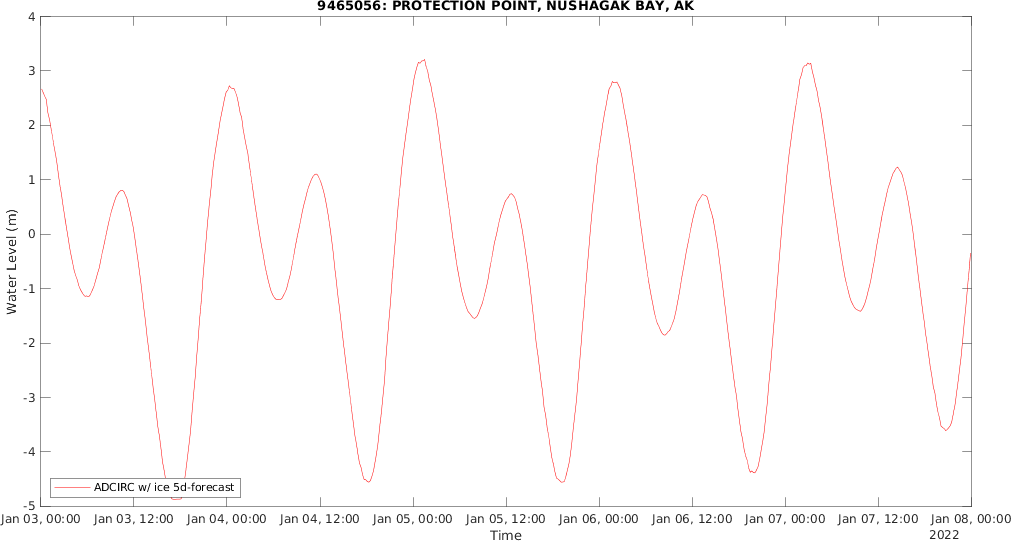 9465056: PROTECTION POINT, NUSHAGAK BAY, AK
4
3
2
1
0
-1
-2
-3
-4
-5
Water Level (m)
ADCIRC w/ ice 5d-forecast
Jan 03, 00:00 Jan 03, 12:00 Jan 04, 00:00 Jan 04, 12:00 Jan 05, 00:00 Jan 05, 12:00 Jan 06, 00:00 Jan 06, 12:00 Jan 07, 00:00 Jan 07, 12:00 Jan 08, 00:00
Time
2022